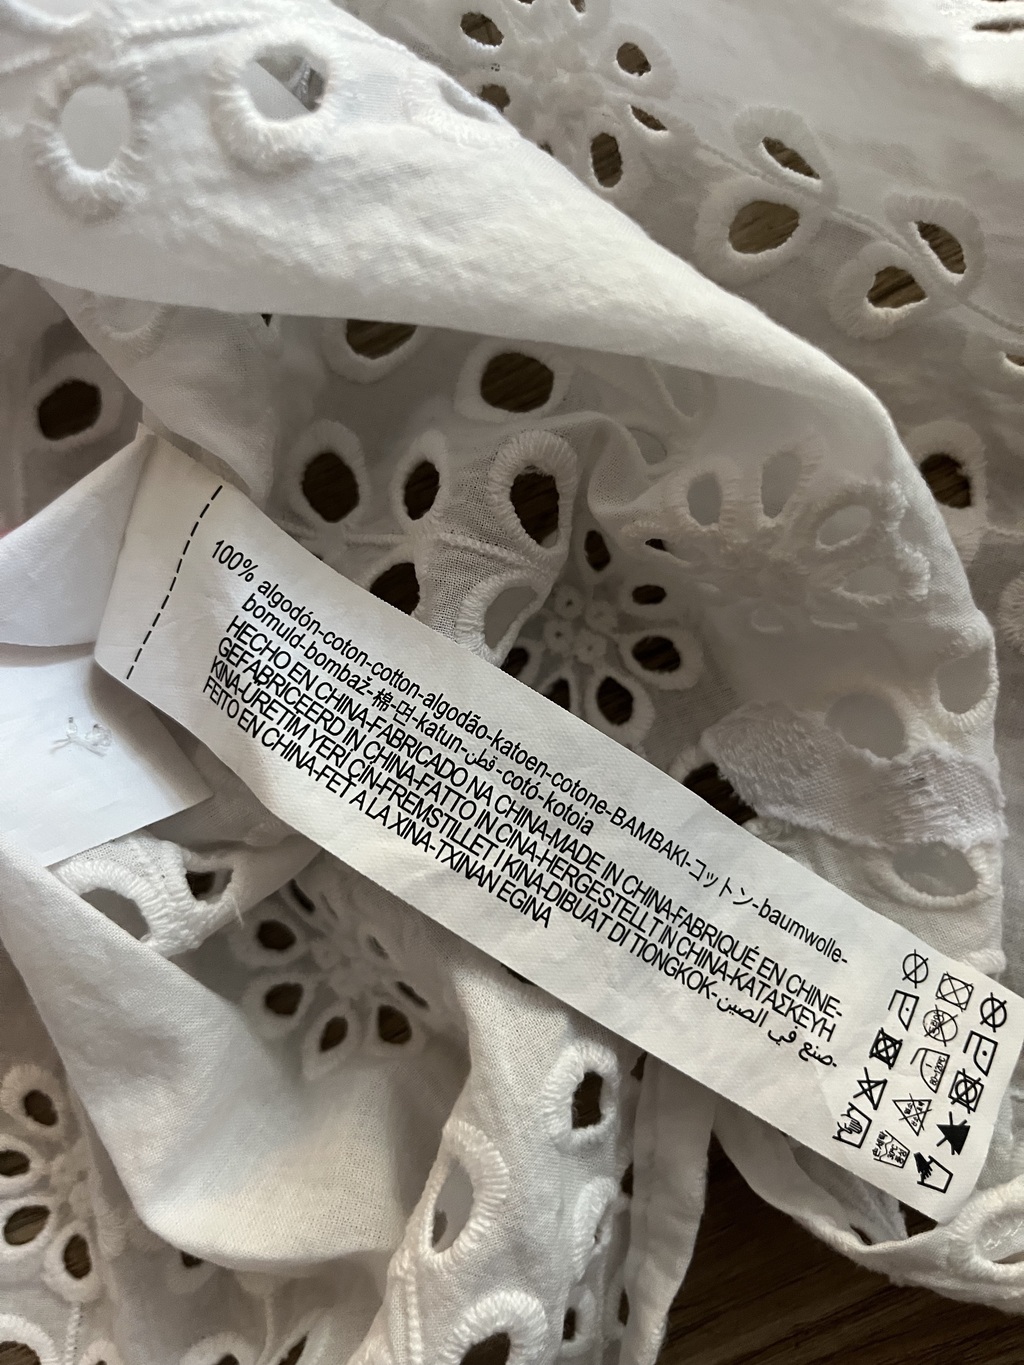 100% algodón-coton-cotton-algodão-katoen-cotone-BAMBAKI-コットン-baumwolle-
bomuld-bombaž-棉-면-katun-قطن-cotó-kotoia
HECHO EN CHINA-FABRICADO NA CHINA-MADE IN CHINA-FABRIQUÉ EN CHINE-
GEFABRICEERD IN CHINA-FATTO IN CINA-HERGESTELLT IN CHINA-ΚΑΤΑΣΚΕΥΗ
KINA-ÜRETIM YERİ ÇIN-FREMSTILLET I KINA-DIBUAT DI TIONGKOK-صنع في الصين-
FEITO EN CHINA-FET A LA XINA-TXINAN EGINA